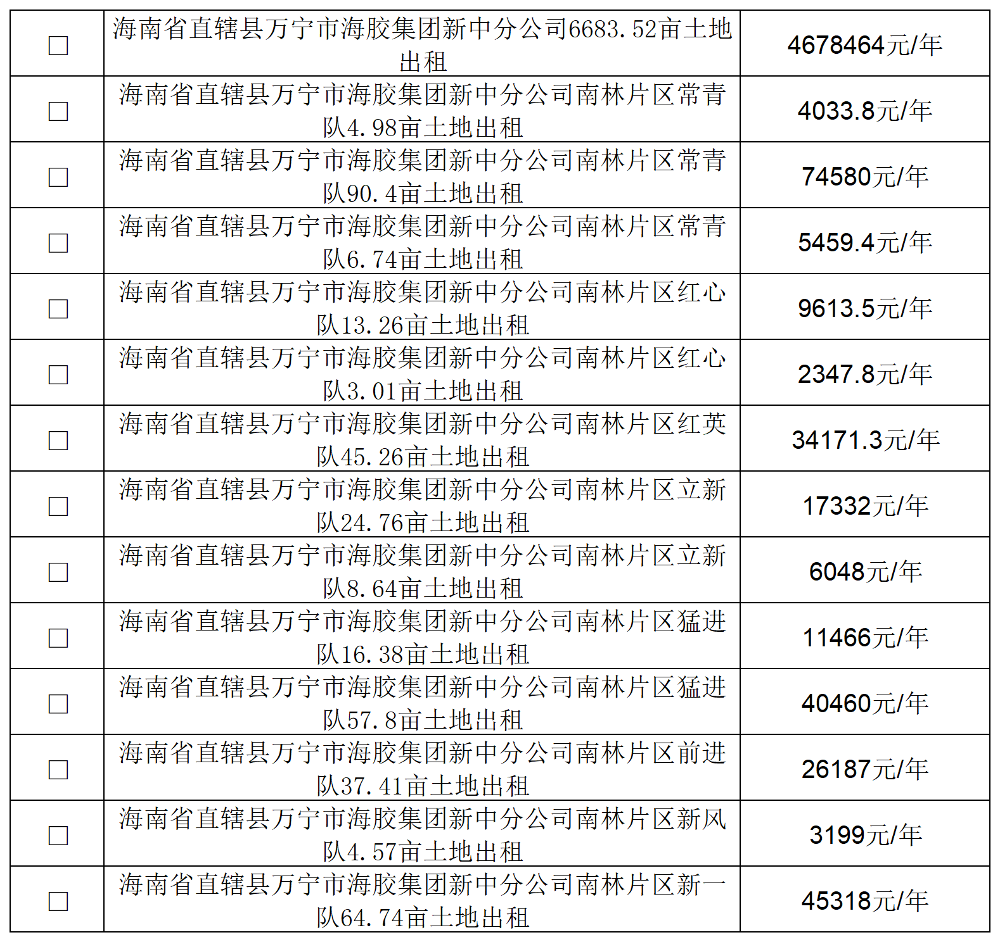 □
海南省直辖县万宁市海胶集团新中分公司6683.52亩土地
出租
4678464元/年
□
海南省直辖县万宁市海胶集团新中分公司南林片区常青
队4.98亩土地出租
4033.8元/年
□
海南省直辖县万宁市海胶集团新中分公司南林片区常青
队90.4亩土地出租
74580元/年
□
海南省直辖县万宁市海胶集团新中分公司南林片区常青
队6.74亩土地出租
5459.4元/年
□
海南省直辖县万宁市海胶集团新中分公司南林片区红心
队13.26亩土地出租
9613.5元/年
□
海南省直辖县万宁市海胶集团新中分公司南林片区红心
队3.01亩土地出租
2347.8元/年
□
海南省直辖县万宁市海胶集团新中分公司南林片区红英
队45.26亩土地出租
34171.3元/年
□
海南省直辖县万宁市海胶集团新中分公司南林片区立新
队24.76亩土地出租
17332元/年
□
海南省直辖县万宁市海胶集团新中分公司南林片区立新
队8.64亩土地出租
6048元/年
□
海南省直辖县万宁市海胶集团新中分公司南林片区猛进
队16.38亩土地出租
11466元/年
□
海南省直辖县万宁市海胶集团新中分公司南林片区猛进
队57.8亩土地出租
40460元/年
□
海南省直辖县万宁市海胶集团新中分公司南林片区前进
队37.41亩土地出租
26187元/年
□
海南省直辖县万宁市海胶集团新中分公司南林片区新风
队4.57亩土地出租
3199元/年
□
海南省直辖县万宁市海胶集团新中分公司南林片区新一
队64.74亩土地出租
45318元/年